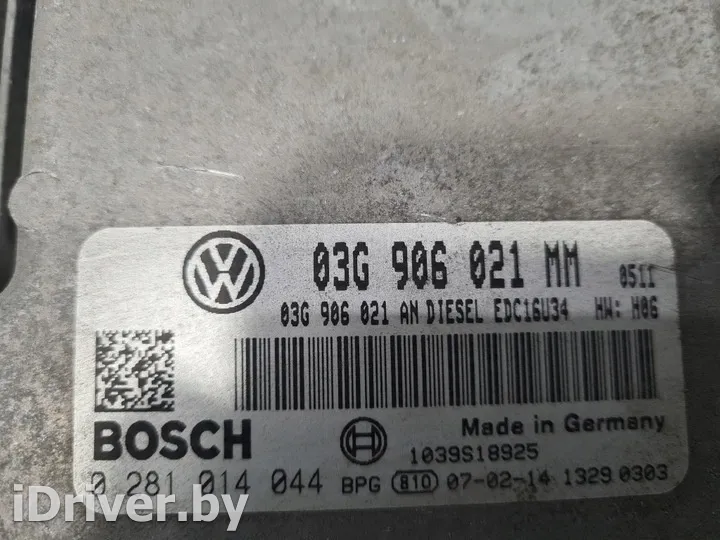 03G 906 021 MM 0511
03G 906 021 AN DIESEL EDC16U34 HW: H06
BOSCH
Made in Germany
1039S18925
0 281 014 044 BPG 810 07-02-14 1329 0303
iDriver.by